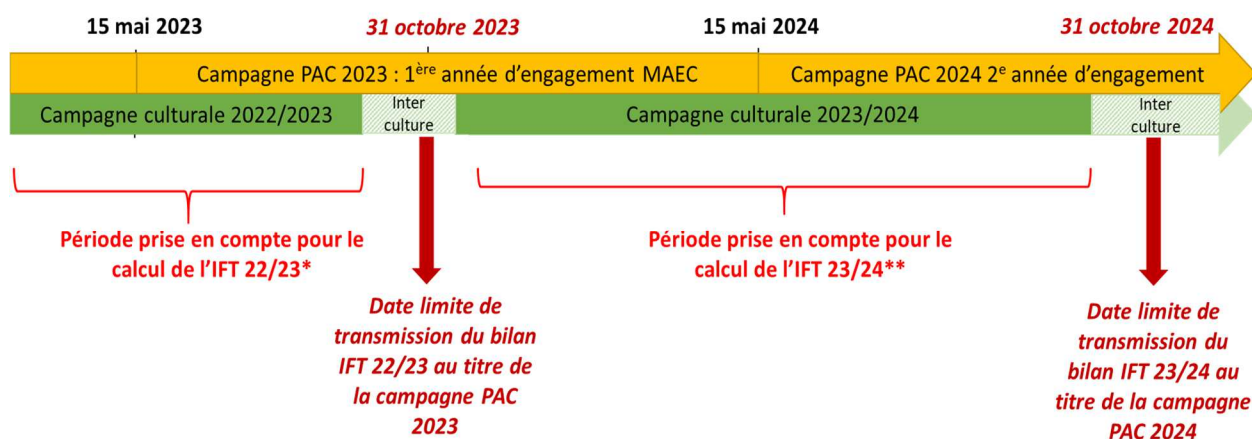 15 mai 2023
31 octobre 2023
15 mai 2024
31 octobre 2024
Campagne PAC 2023 : 1ère année d'engagement MAEC
Campagne PAC 2024 2e année d'engagement
Campagne culturale 2022/2023
Inter
culture
Campagne culturale 2023/2024
Inter
culture
Période prise en compte pour le
calcul de l'IFT 22/23*
Période prise en compte pour le
calcul de l'IFT 23/24**
Date limite de
transmission du bilan
IFT 22/23 au titre de
la campagne PAC
2023
Date limite de
transmission du
bilan IFT 23/24 au
titre de la campagne
PAC 2024